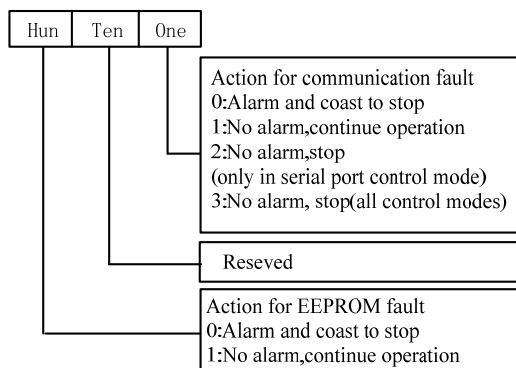 Hun Ten One
Action for communication fault
0:Alarm and coast to stop
1:No alarm,continue operation
2:No alarm,stop
(only in serial port control mode)
3:No alarm, stop(all control modes)
Reseved
Action for EEPROM fault
0:Alarm and coast to stop
1:No alarm,continue operation